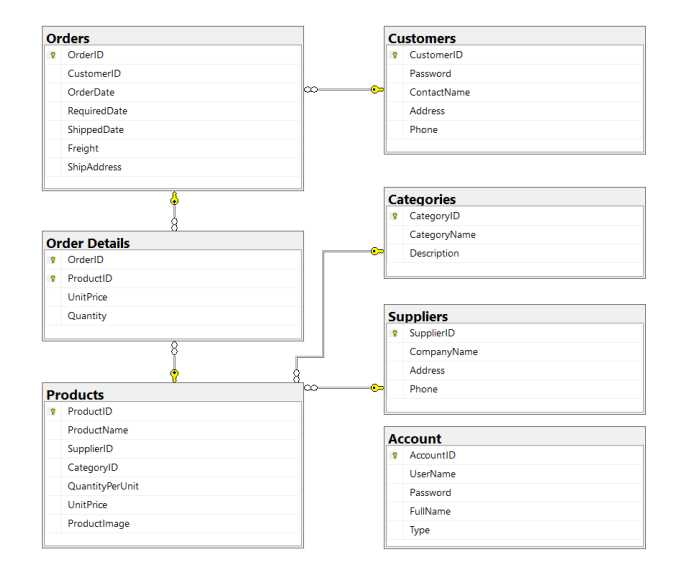 Orders
OrderID
CustomerID
OrderDate
RequiredDate
ShippedDate
Freight
ShipAddress
Customers
CustomerID
Password
ContactName
Address
Phone
Order Details
OrderID
ProductID
UnitPrice
Quantity
Categories
CategoryID
CategoryName
Description
Products
ProductID
ProductName
SupplierID
CategoryID
QuantityPerUnit
UnitPrice
ProductImage
Suppliers
SupplierID
CompanyName
Address
Phone
Account
AccountID
UserName
Password
FullName
Type